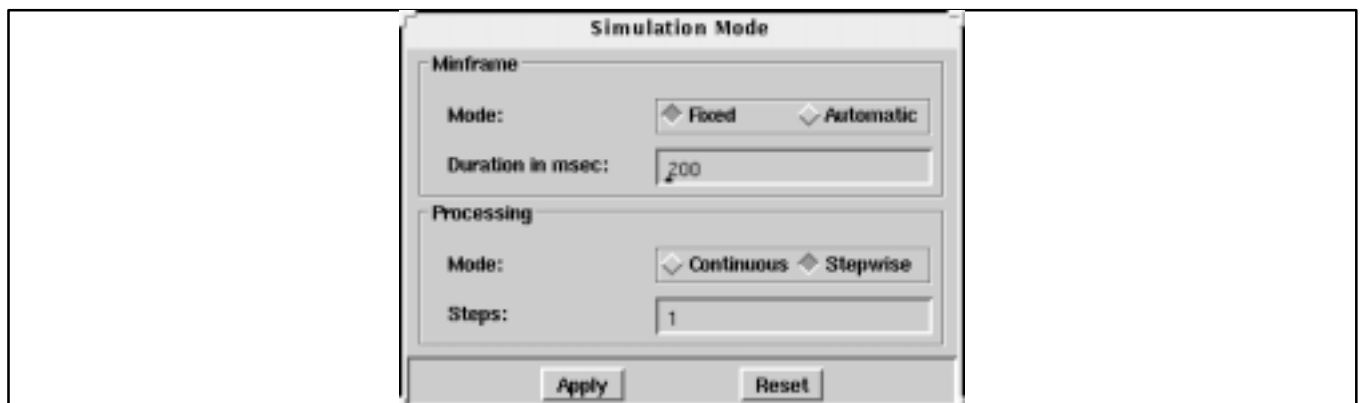 Simulation Mode
Minframe
Mode: Fixed Automatic
Duration in msec: 200
Processing
Mode: Continuous Stepwise
Steps: 1
Apply Reset